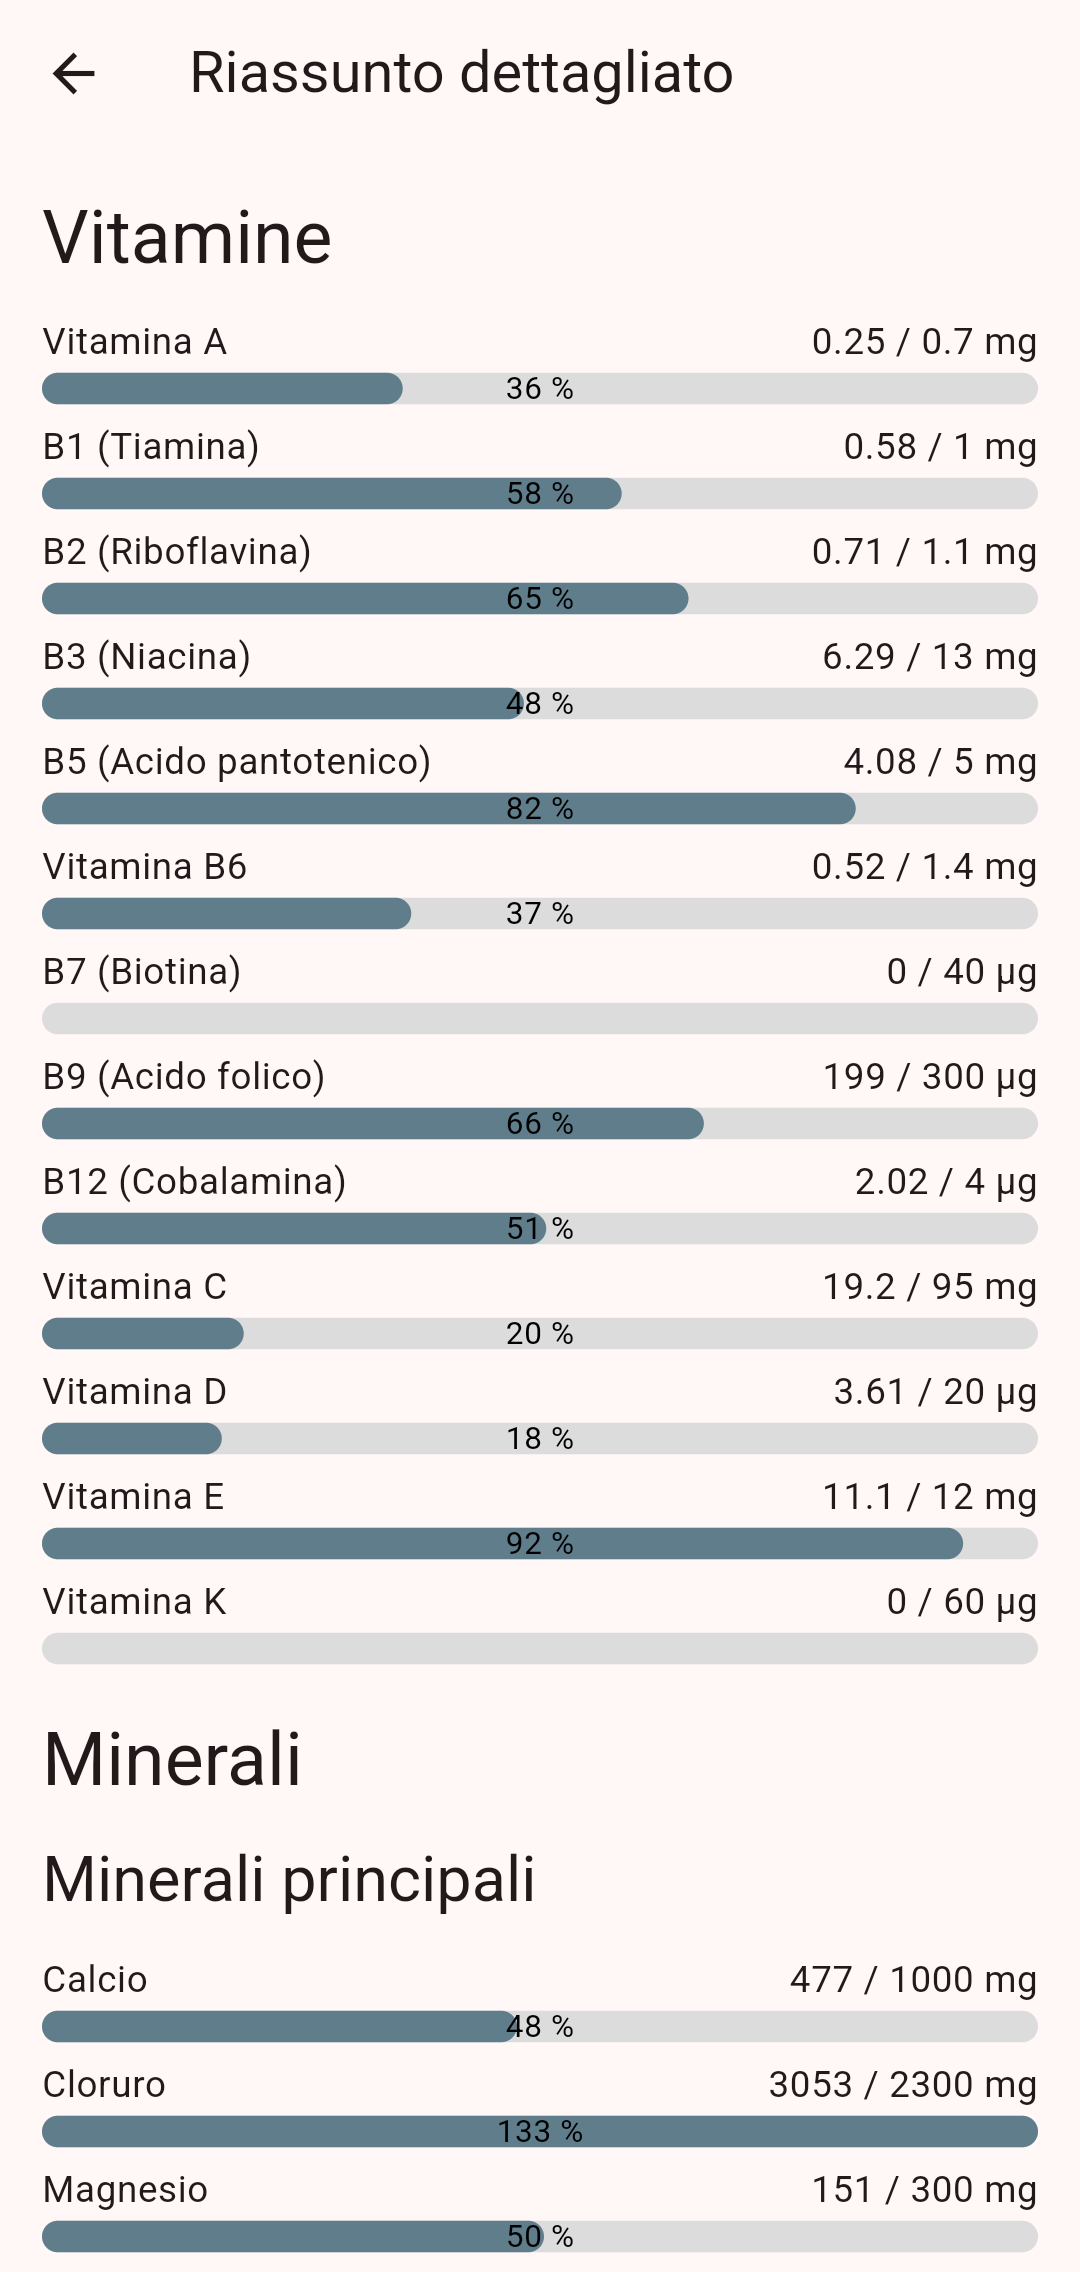 Riassunto dettagliato
Vitamine
Vitamina A 0.25 / 0.7 mg
36 %
B1 (Tiamina) 0.58 / 1 mg
58 %
B2 (Riboflavina) 0.71 / 1.1 mg
65 %
B3 (Niacina) 6.29 / 13 mg
48 %
B5 (Acido pantotenico) 4.08 / 5 mg
82 %
Vitamina B6 0.52 / 1.4 mg
37 %
B7 (Biotina) 0 / 40 µg
B9 (Acido folico) 199 / 300 µg
66 %
B12 (Cobalamina) 2.02 / 4 µg
51 %
Vitamina C 19.2 / 95 mg
20 %
Vitamina D 3.61 / 20 µg
18 %
Vitamina E 11.1 / 12 mg
92 %
Vitamina K 0 / 60 µg
Minerali
Minerali principali
Calcio 477 / 1000 mg
48 %
Cloruro 3053 / 2300 mg
133 %
Magnesio 151 / 300 mg
50 %